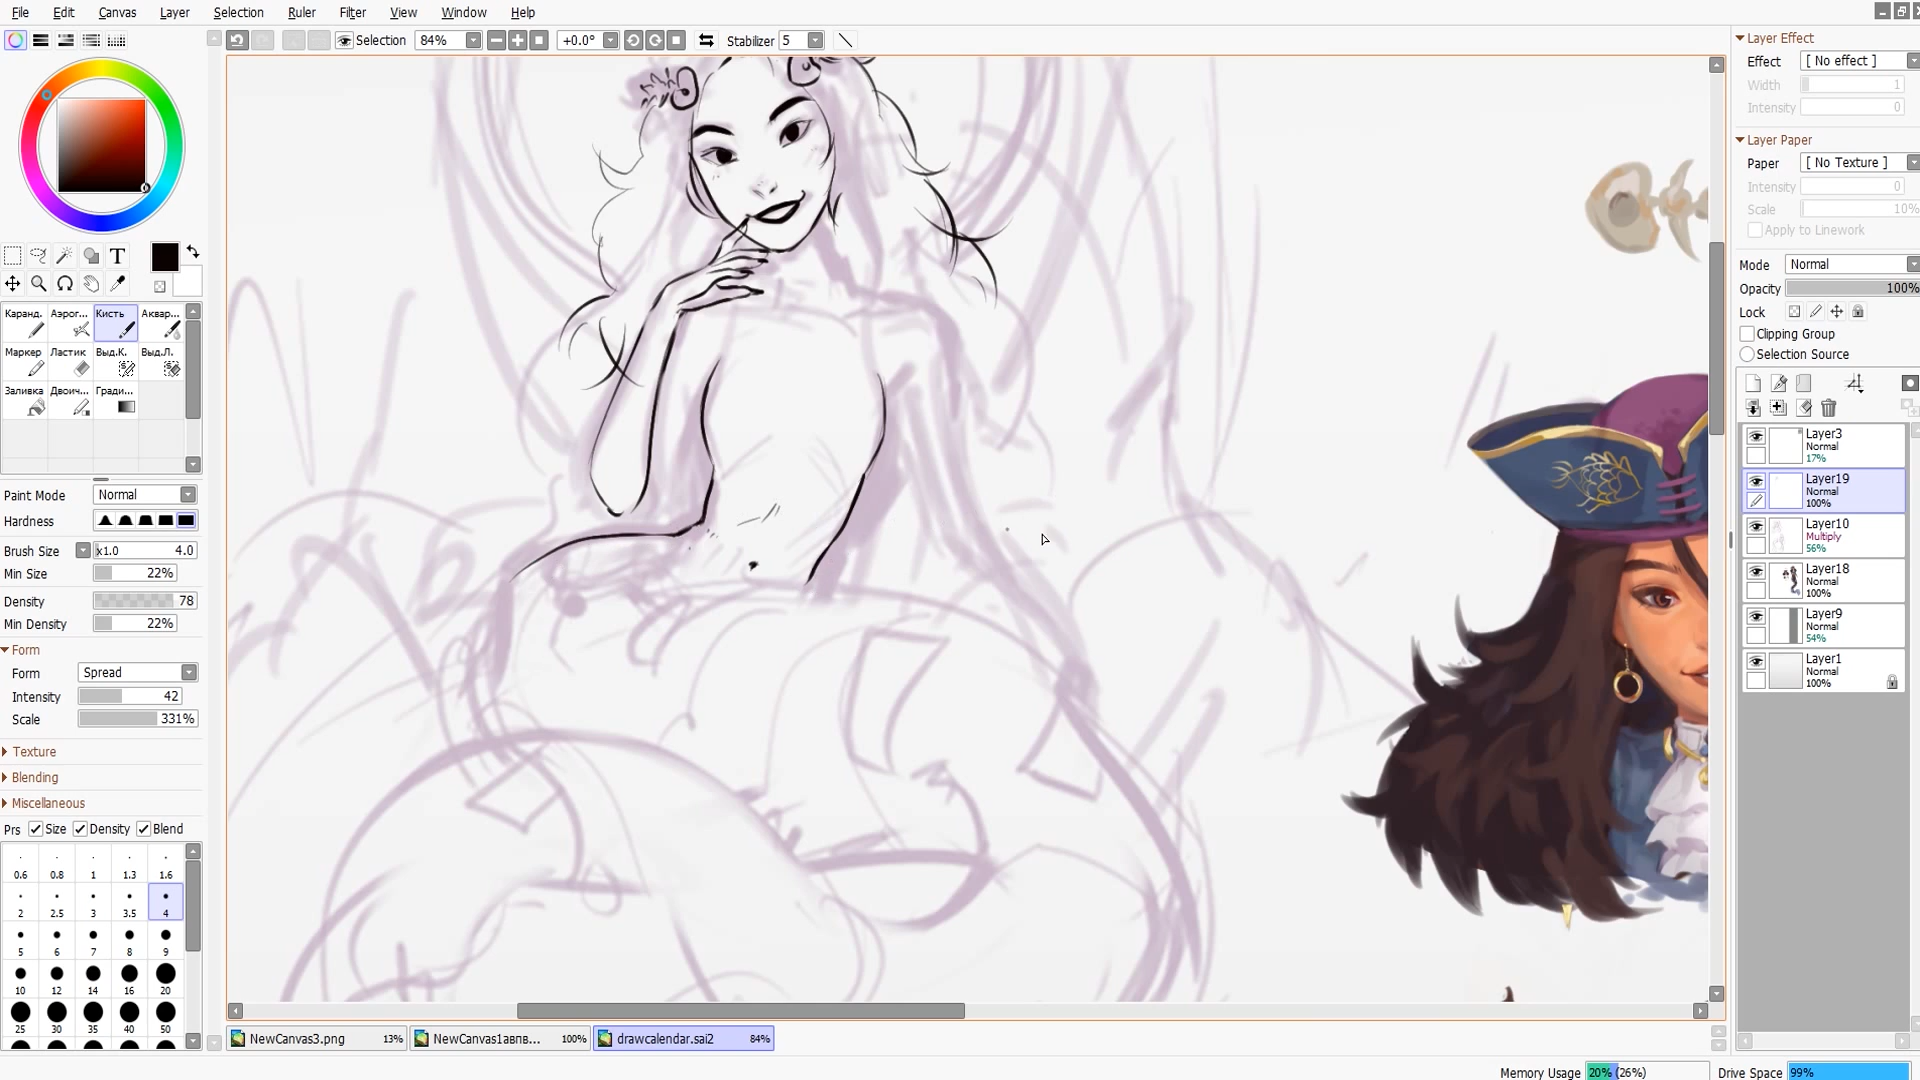 File Edit Canvas Layer Selection Ruler Filter View Window Help
Selection 84% +0.0° Stabilizer 5
T
Каранд. Аэрог... Кисть Аквар...
Маркер Ластик Выд.К. Выд.Л.
Заливка Двоич... Гради...
Paint Mode Normal
Hardness
Brush Size x1.0 4.0
Min Size 22%
Density 78
Min Density 22%
Form
Form Spread
Intensity 42
Scale 331%
Texture
Blending
Miscellaneous
Prs Size Density Blend
0.6 0.8 1 1.3 1.6
2 2.5 3 3.5 4
5 6 7 8 9
10 12 14 16 20
25 30 35 40 50
NewCanvas3.png 13% NewCanvas1авпв... 100% drawcalendar.sai2 84%
Layer Effect
Effect [ No effect ]
Width 1
Intensity 0
Layer Paper
Paper [ No Texture ]
Intensity 0
Scale 10%
Apply to Linework
Mode Normal
Opacity 100%
Lock
Clipping Group
Selection Source
Layer3
Normal
17%
Layer19
Normal
100%
Layer10
Multiply
56%
Layer18
Normal
100%
Layer9
Normal
54%
Layer1
Normal
100%
Memory Usage 20% (26%) Drive Space 99%